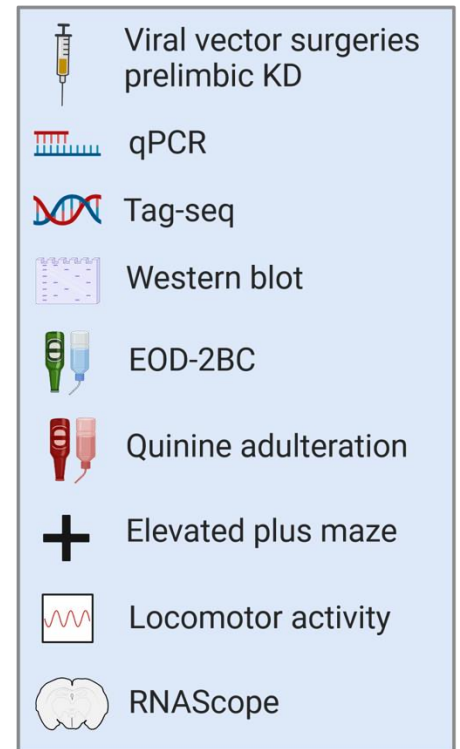 Viral vector surgeries
prelimbic KD
qPCR
Tag-seq
Western blot
EOD-2BC
Quinine adulteration
Elevated plus maze
Locomotor activity
RNAScope